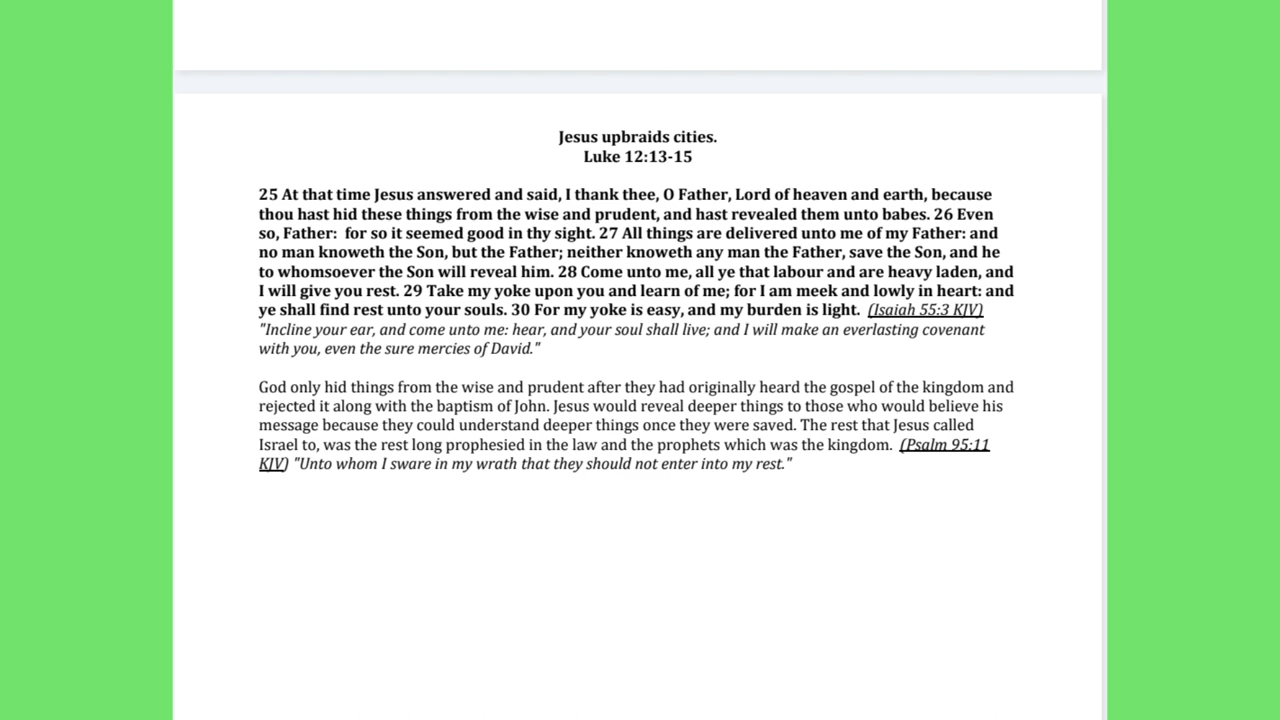 Jesus upbraids cities.
Luke 12:13-15
25 At that time Jesus answered and said, I thank thee, O Father, Lord of heaven and earth, because
thou hast hid these things from the wise and prudent, and hast revealed them unto babes. 26 Even
so, Father:  for so it seemed good in thy sight. 27 All things are delivered unto me of my Father: and
no man knoweth the Son, but the Father; neither knoweth any man the Father, save the Son, and he
to whomsoever the Son will reveal him. 28 Come unto me, all ye that labour and are heavy laden, and
I will give you rest. 29 Take my yoke upon you and learn of me; for I am meek and lowly in heart: and
ye shall find rest unto your souls. 30 For my yoke is easy, and my burden is light.  (Isaiah 55:3 KJV)
"Incline your ear, and come unto me: hear, and your soul shall live; and I will make an everlasting covenant
with you, even the sure mercies of David."
God only hid things from the wise and prudent after they had originally heard the gospel of the kingdom and
rejected it along with the baptism of John. Jesus would reveal deeper things to those who would believe his
message because they could understand deeper things once they were saved. The rest that Jesus called
Israel to, was the rest long prophesied in the law and the prophets which was the kingdom.  (Psalm 95:11
KJV) "Unto whom I sware in my wrath that they should not enter into my rest."